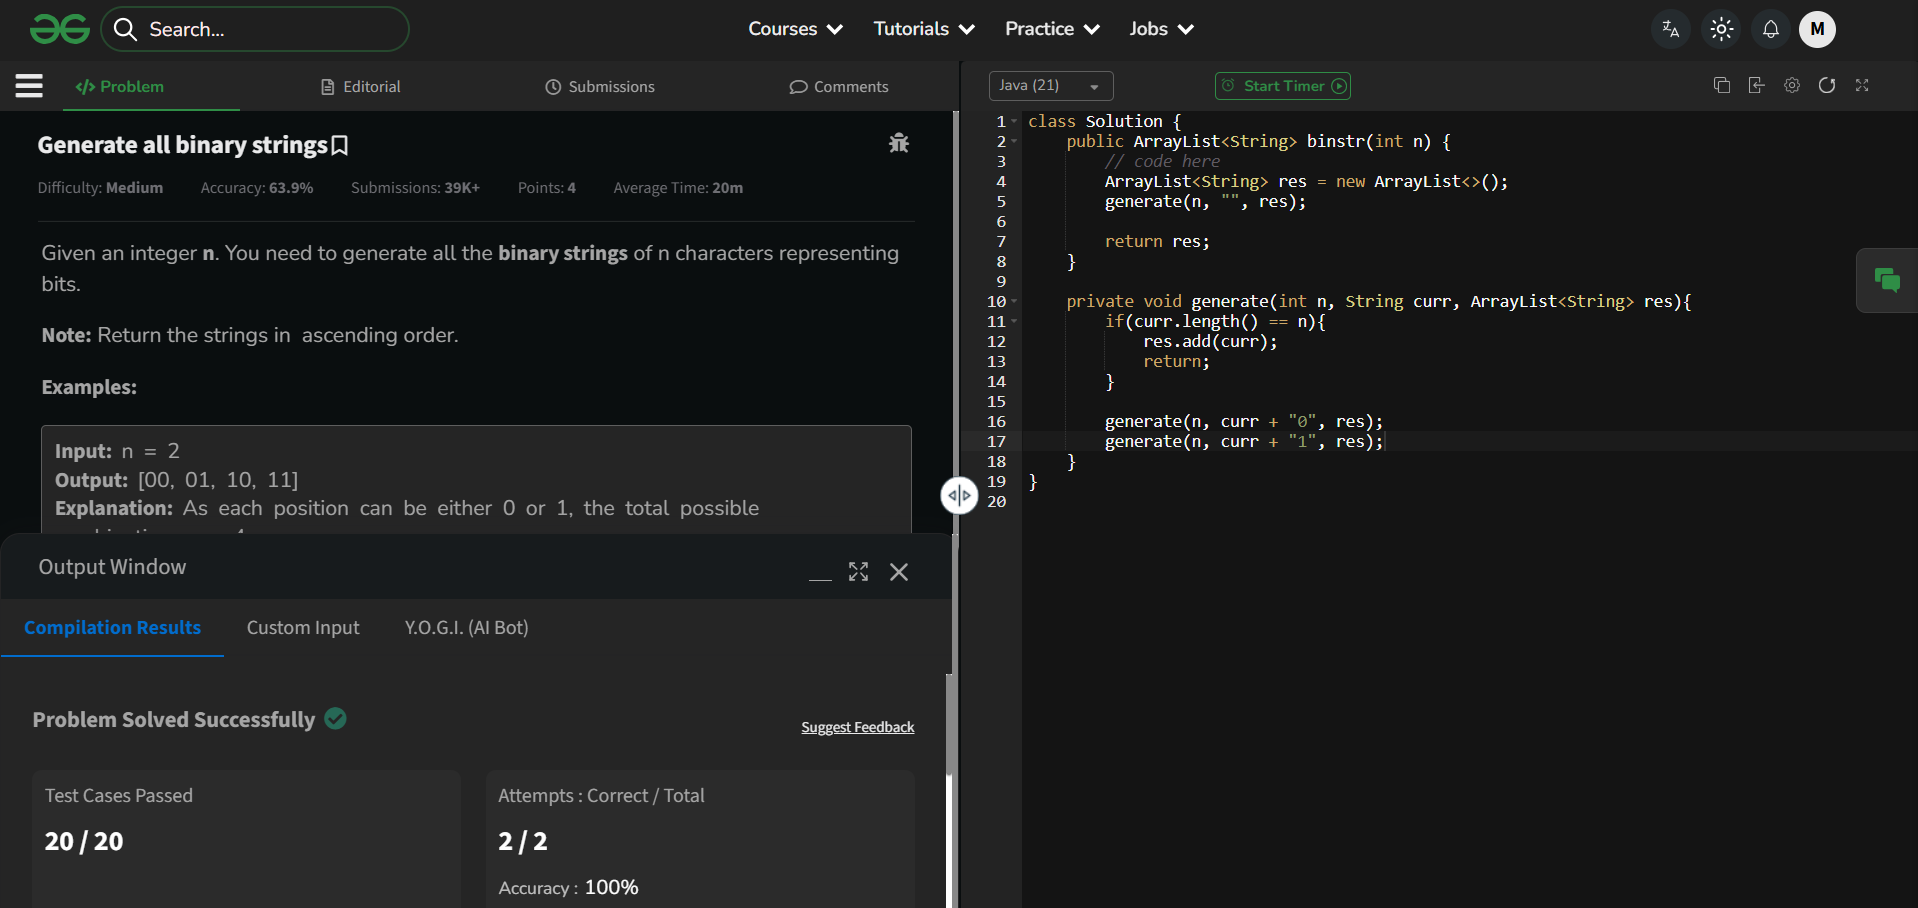 Search...
Courses
Tutorials
Practice
Jobs
M
Problem
Editorial
Submissions
Comments
Generate all binary strings
Difficulty: Medium Accuracy: 63.9% Submissions: 39K+ Points: 4 Average Time: 20m
Given an integer n. You need to generate all the binary strings of n characters representing
bits.
Note: Return the strings in ascending order.
Examples:
Input: n = 2
Output: [00, 01, 10, 11]
Explanation: As each position can be either 0 or 1, the total possible
Output Window
Compilation Results
Custom Input
Y.O.G.I. (AI Bot)
Problem Solved Successfully
Suggest Feedback
Test Cases Passed
20 / 20
Attempts : Correct / Total
2 / 2
Accuracy : 100%
Java (21)
Start Timer
1 class Solution {
2     public ArrayList<String> binstr(int n) {
3         // code here
4         ArrayList<String> res = new ArrayList<>();
5         generate(n, "", res);
6
7         return res;
8     }
9
10     private void generate(int n, String curr, ArrayList<String> res){
11         if(curr.length() == n){
12             res.add(curr);
13             return;
14         }
15
16         generate(n, curr + "0", res);
17         generate(n, curr + "1", res);
18     }
19 }
20